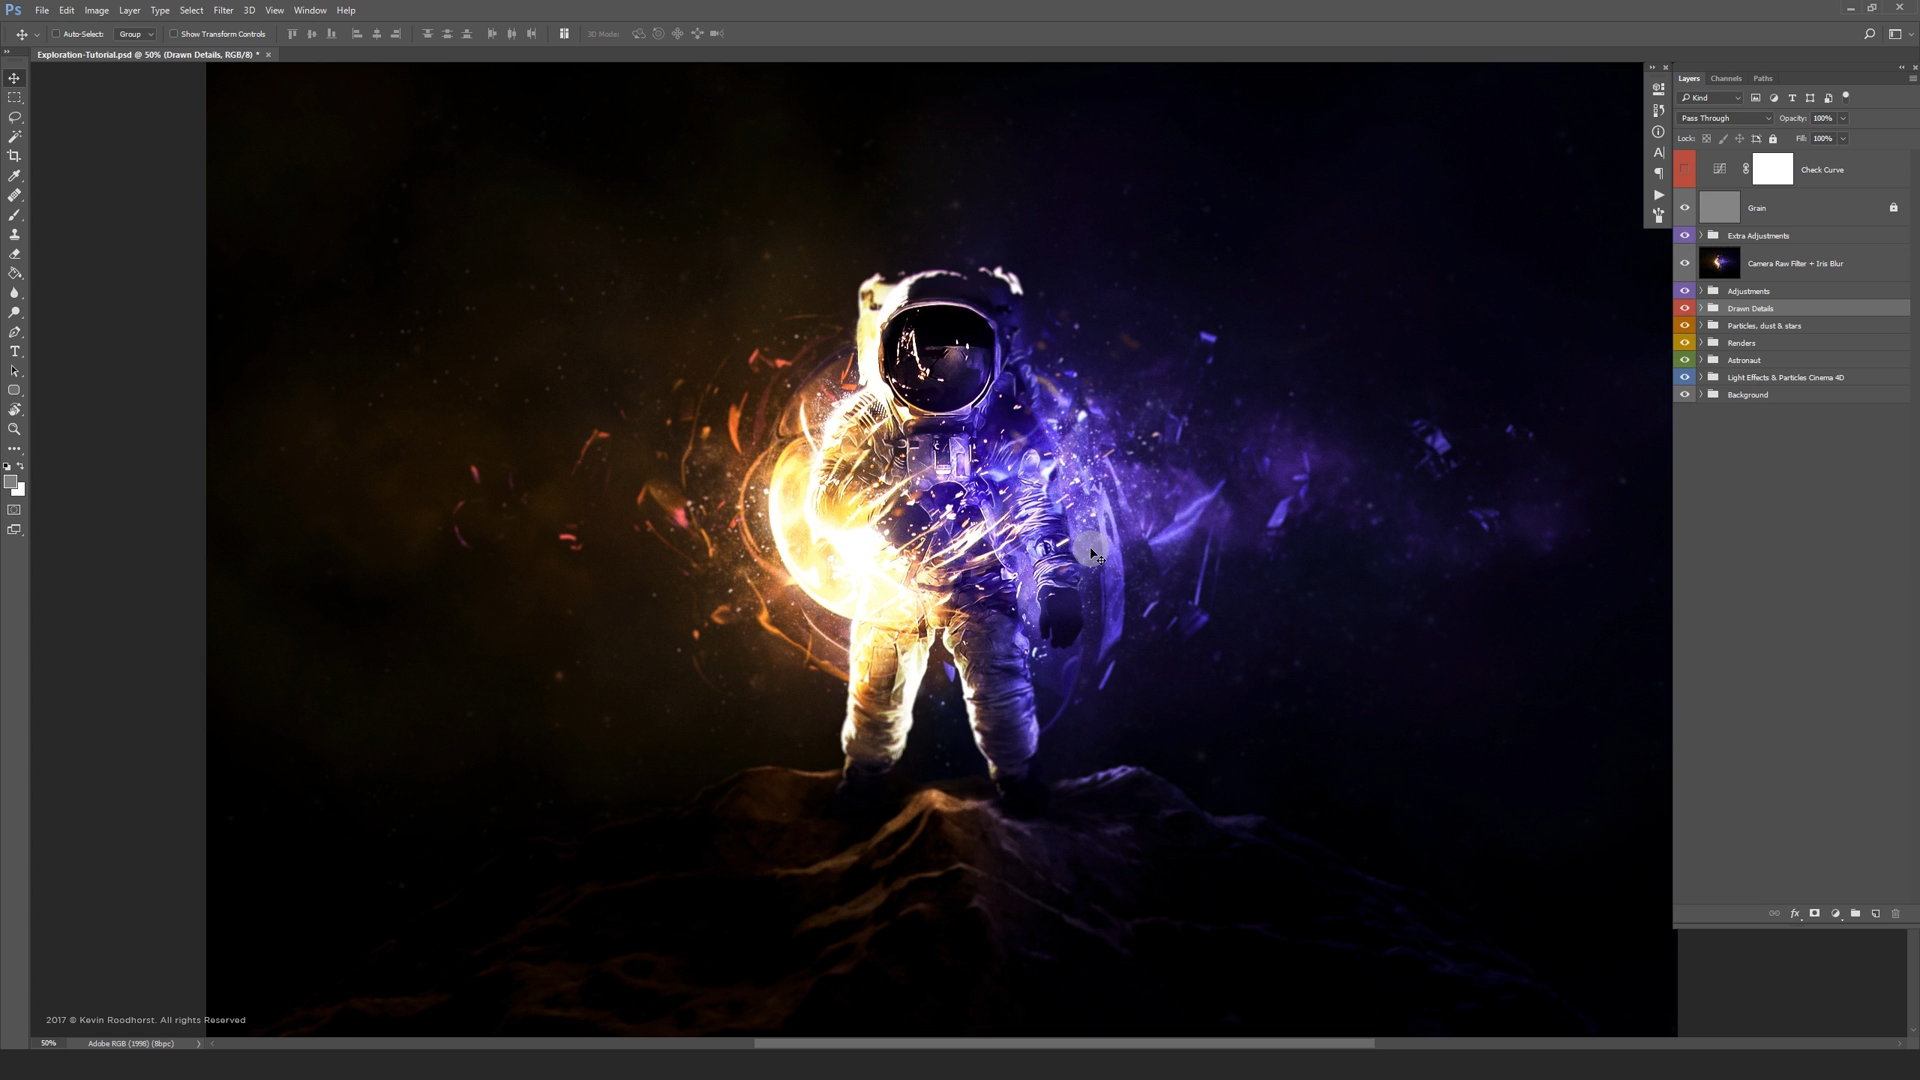 Ps File Edit Image Layer Type Select Filter 3D View Window Help
Auto-Select: Group Show Transform Controls 3D Mode:
Exploration-Tutorial.psd @ 50% (Drawn Details, RGB/8) *
Layers Channels Paths
Kind
Pass Through Opacity: 100%
Lock: Fill: 100%
Check Curve
Grain
Extra Adjustments
Camera Raw Filter + Iris Blur
Adjustments
Drawn Details
Particles, dust & stars
Renders
Astronaut
Light Effects & Particles Cinema 4D
Background
2017 © Kevin Roodhorst. All rights Reserved
50% Adobe RGB (1998) (8bpc)